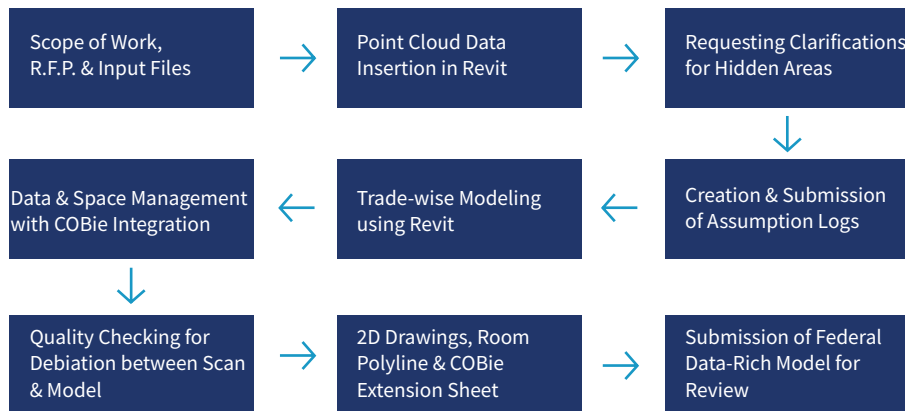 Scope of Work,
R.F.P. & Input Files
Point Cloud Data
Insertion in Revit
Requesting Clarifications
for Hidden Areas
Creation & Submission
of Assumption Logs
Trade-wise Modeling
using Revit
Data & Space Management
with COBie Integration
Quality Checking for
Debiation between Scan
& Model
2D Drawings, Room
Polyline & COBie
Extension Sheet
Submission of Federal
Data-Rich Model for
Review